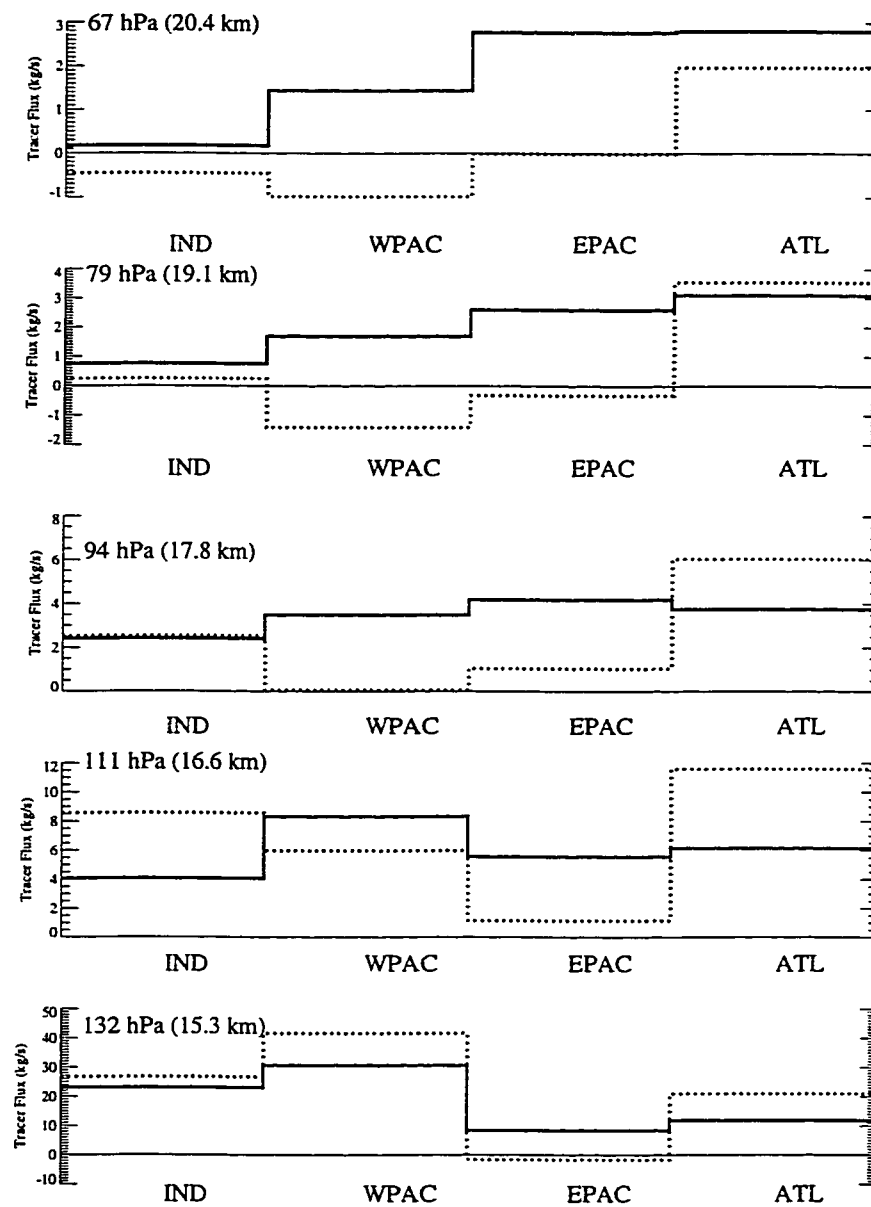 67 hPa (20.4 km)
Tracer Flux (kg/s)
3
2
1
0
-1
IND WPAC EPAC ATL
79 hPa (19.1 km)
Tracer Flux (kg/s)
4
3
2
1
0
-1
-2
IND WPAC EPAC ATL
94 hPa (17.8 km)
Tracer Flux (kg/s)
8
6
4
2
0
IND WPAC EPAC ATL
111 hPa (16.6 km)
Tracer Flux (kg/s)
12
10
8
6
4
2
0
IND WPAC EPAC ATL
132 hPa (15.3 km)
Tracer Flux (kg/s)
50
40
30
20
10
0
-10
IND WPAC EPAC ATL